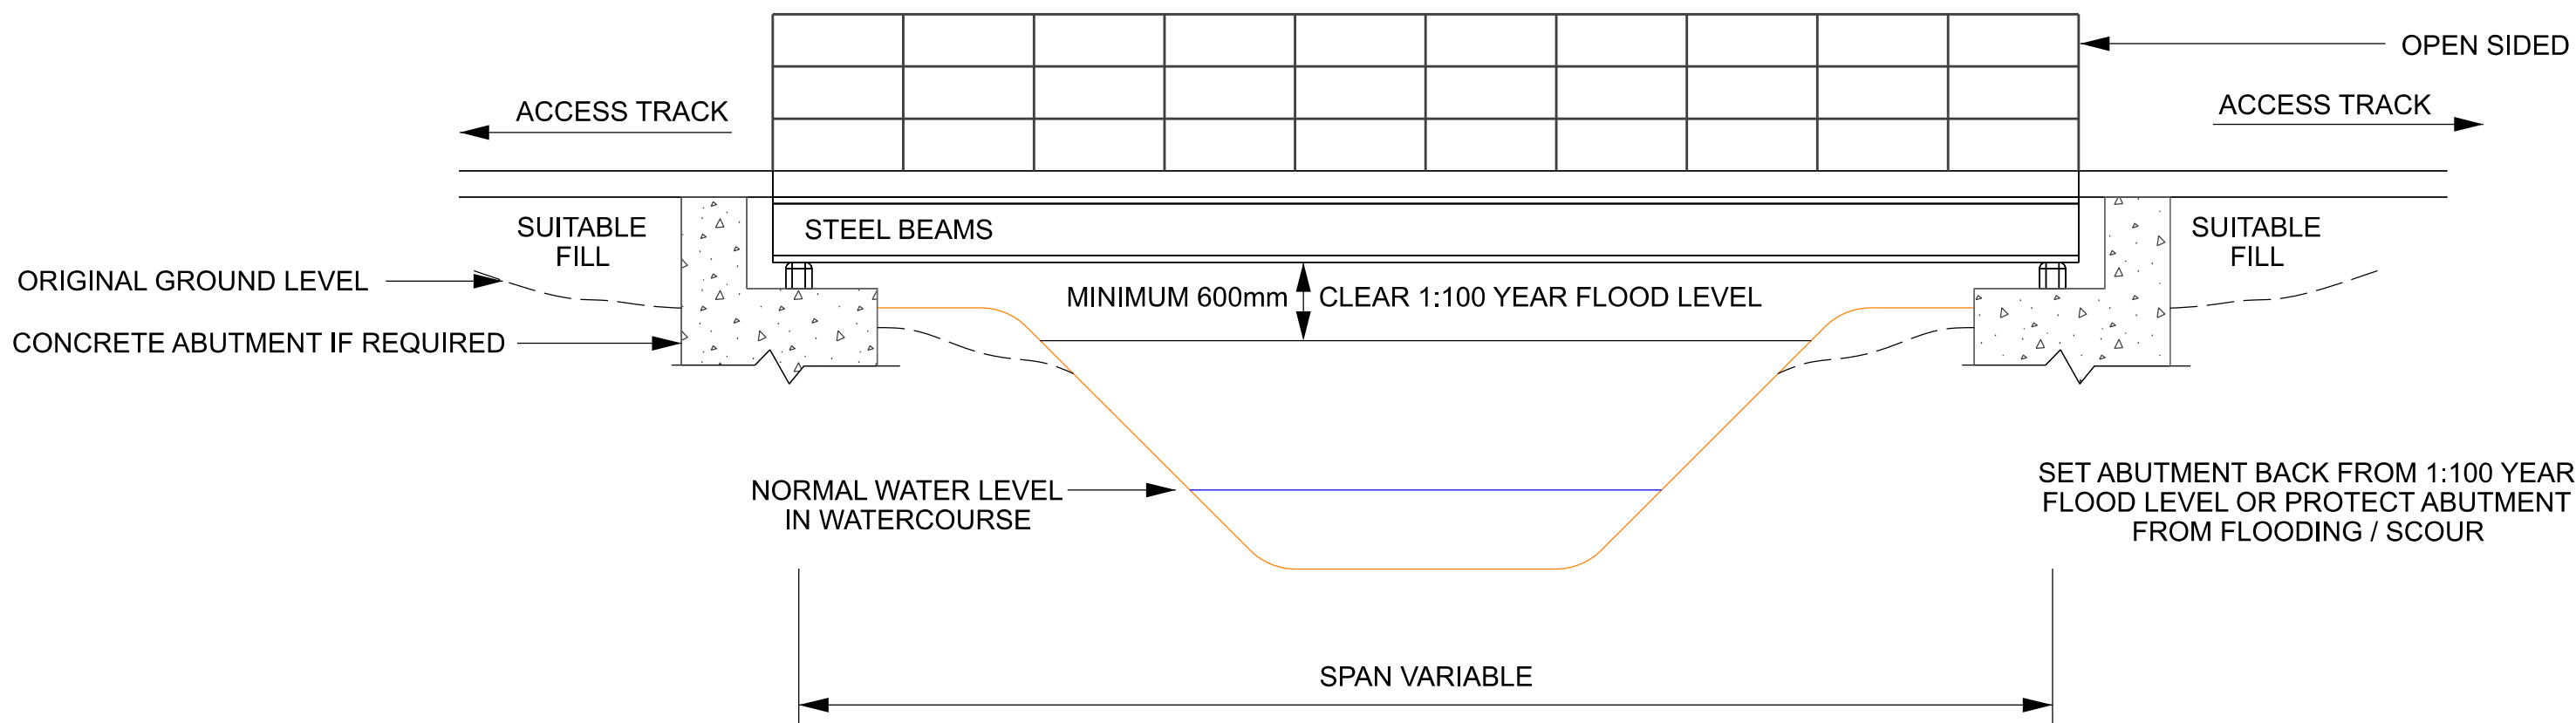 OPEN SIDED
ACCESS TRACK
ACCESS TRACK
SUITABLE
FILL
STEEL BEAMS
SUITABLE
FILL
ORIGINAL GROUND LEVEL
MINIMUM 600mm
CLEAR 1:100 YEAR FLOOD LEVEL
CONCRETE ABUTMENT IF REQUIRED
NORMAL WATER LEVEL
IN WATERCOURSE
SET ABUTMENT BACK FROM 1:100 YEAR
FLOOD LEVEL OR PROTECT ABUTMENT
FROM FLOODING / SCOUR
SPAN VARIABLE